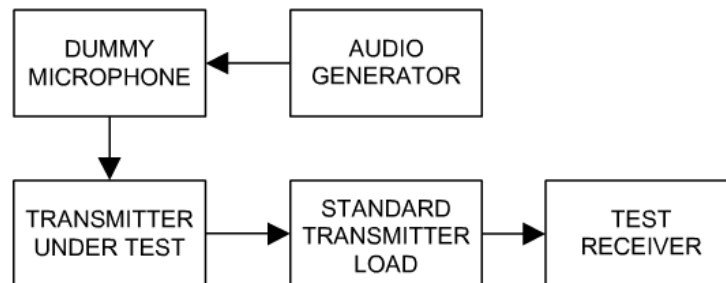 DUMMY
MICROPHONE
AUDIO
GENERATOR
TRANSMITTER
UNDER TEST
STANDARD
TRANSMITTER
LOAD
TEST
RECEIVER